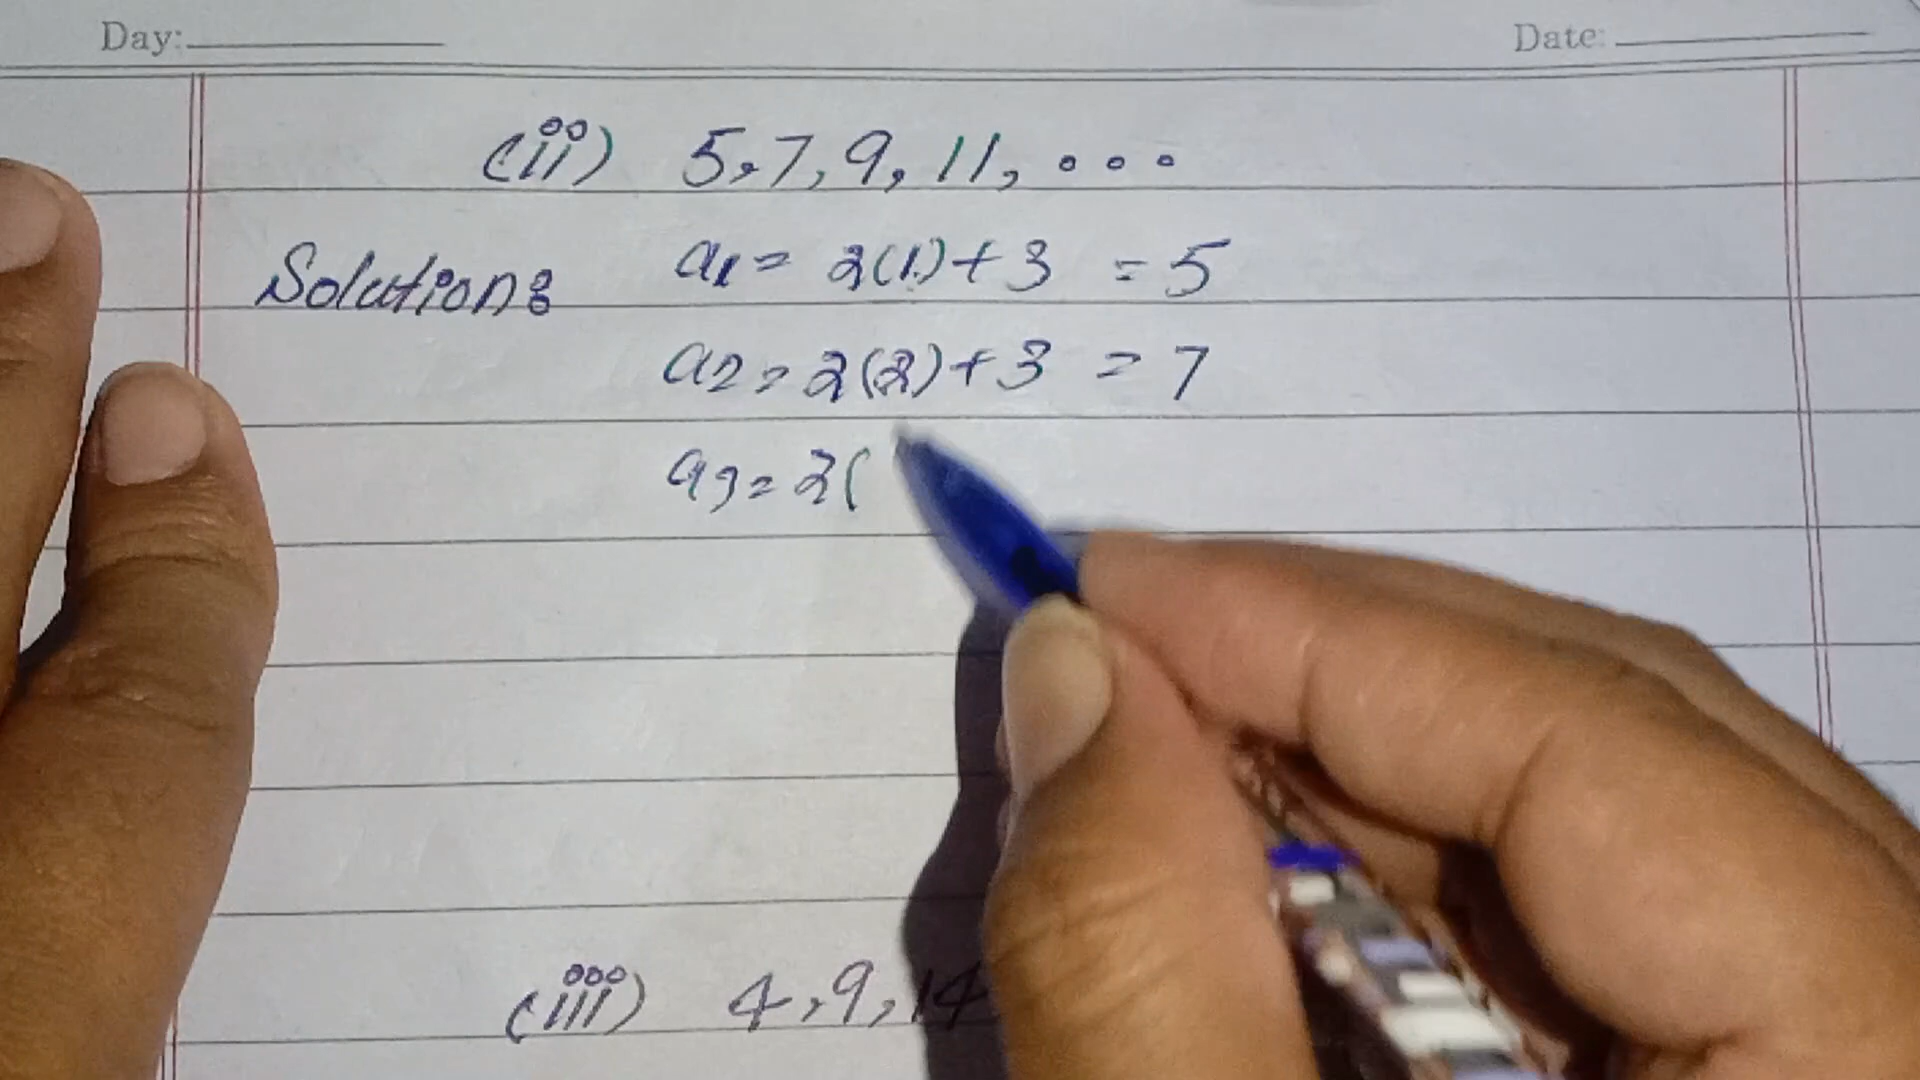 Day: Date:
(ii) 5, 7, 9, 11, ...
Solution: a1 = 2(1)+3 = 5
a2 = 2(2)+3 = 7
a3 = 2(
(iii) 4, 9, 14